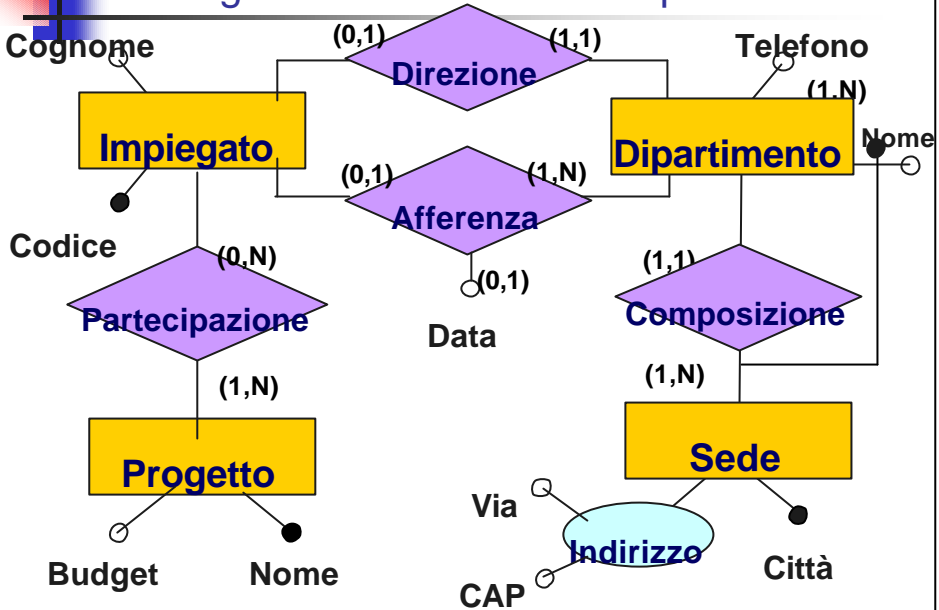 Cognome
(0,1)
(1,1)
Direzione
Telefono
(1,N)
Impiegato
Dipartimento
Nome
(0,1)
(1,N)
Afferenza
Codice
(0,N)
(0,1)
(1,1)
Partecipazione
Data
Composizione
(1,N)
(1,N)
Progetto
Sede
Via
Indirizzo
Città
Budget
Nome
CAP